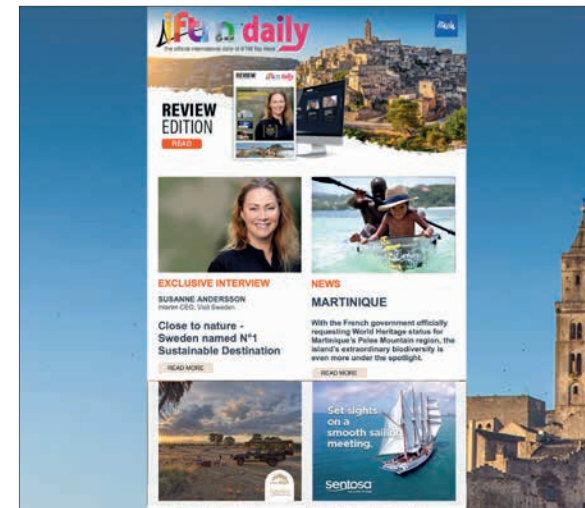 iftm daily
the official international daily of IFTM Top Resa
Italia
REVIEW
EDITION
READ
REVIEW
iftm daily
EXCLUSIVE INTERVIEW
SUSANNE ANDERSSON
Interim CEO, Visit Sweden
Close to nature -
Sweden named N°1
Sustainable Destination
READ MORE
NEWS
MARTINIQUE
With the French government officially
requesting World Heritage status for
Martinique's Pelee Mountain region, the
island's extraordinary biodiversity is
even more under the spotlight.
READ MORE
Set sights
on a
smooth sailing
meeting.
sentosa